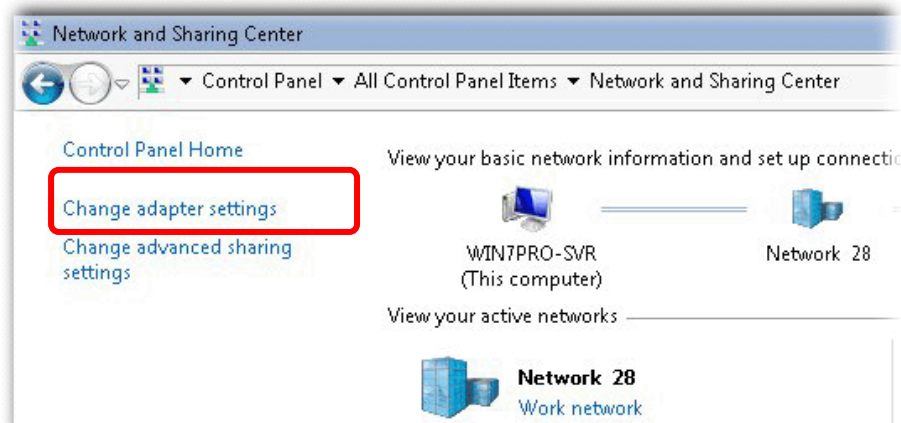 Network and Sharing Center
Control Panel All Control Panel Items Network and Sharing Center
Control Panel Home
Change adapter settings
Change advanced sharing
settings
View your basic network information and set up
WIN7PRO-SVR
(This computer)
Network 28
View your active networks
Network 28
Work network